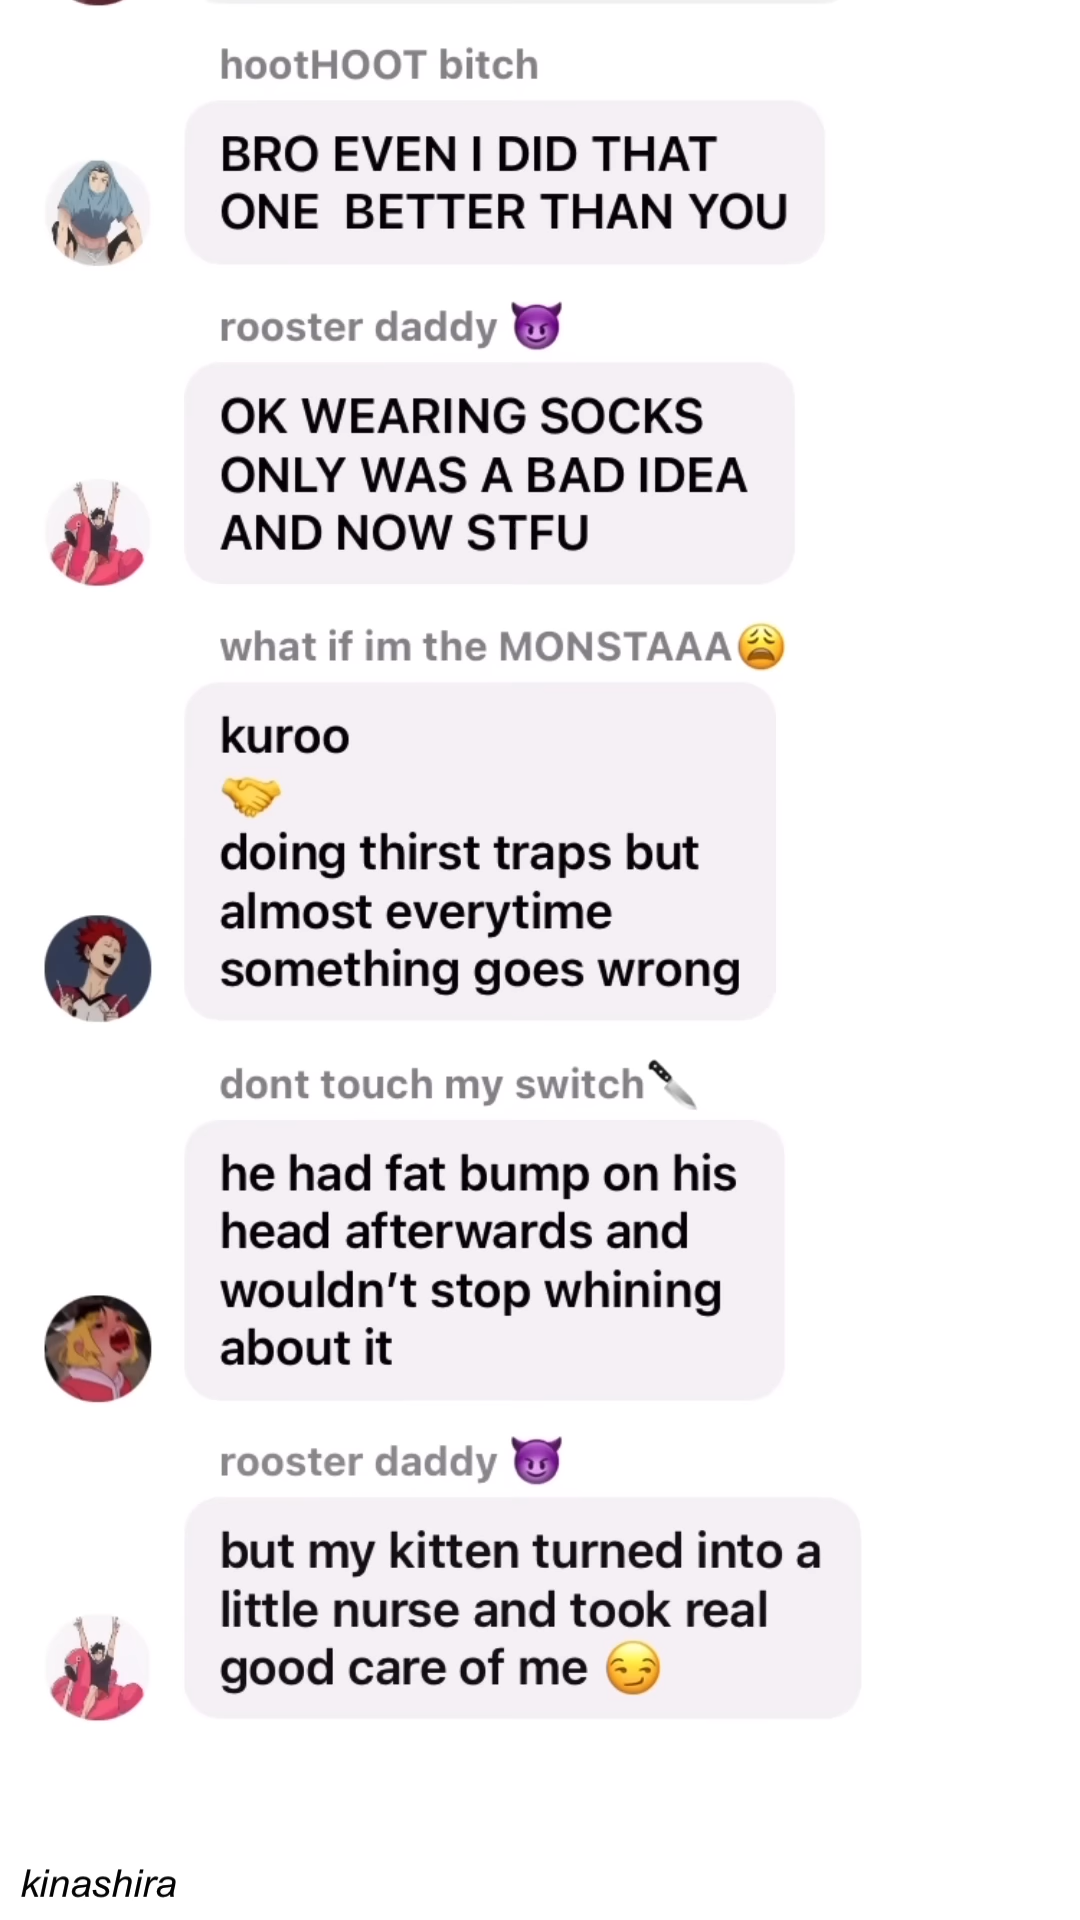 hootHOOT bitch
BRO EVEN I DID THAT
ONE  BETTER THAN YOU
rooster daddy 😈
OK WEARING SOCKS
ONLY WAS A BAD IDEA
AND NOW STFU
what if im the MONSTAAA😩
kuroo
🤝
doing thirst traps but
almost everytime
something goes wrong
dont touch my switch🔪
he had fat bump on his
head afterwards and
wouldn’t stop whining
about it
rooster daddy 😈
but my kitten turned into a
little nurse and took real
good care of me 😏
kinashira